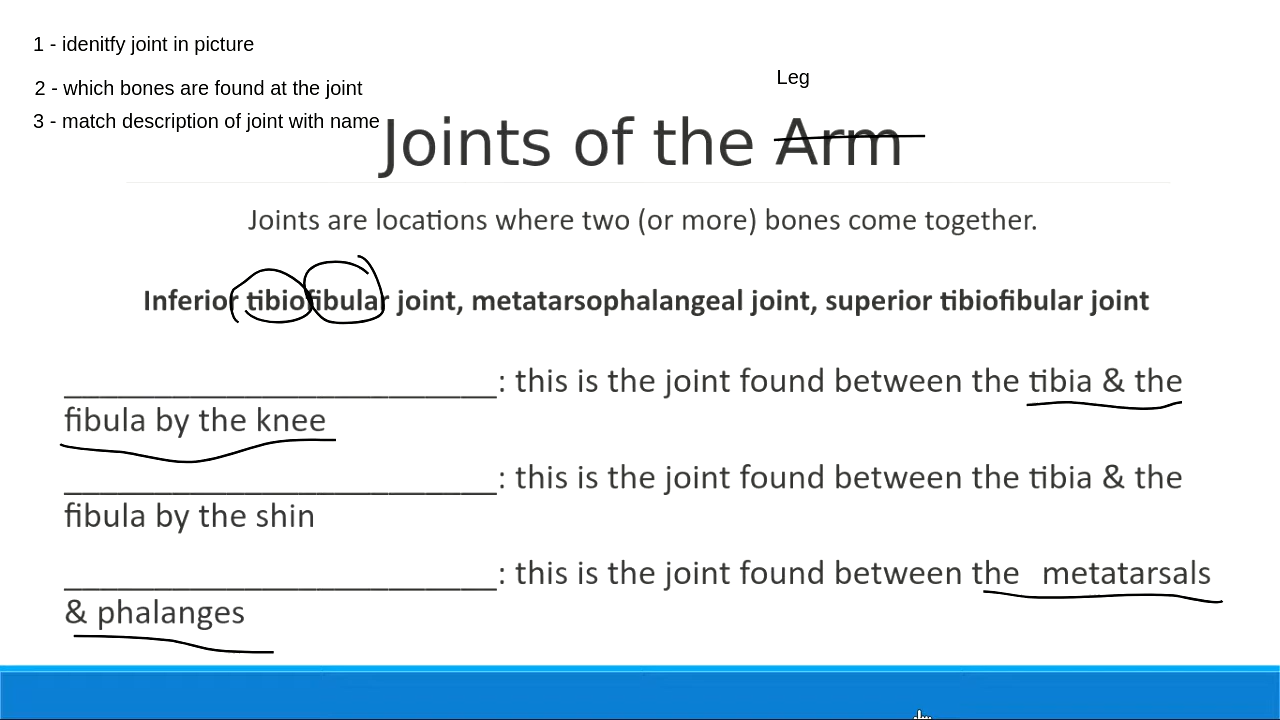 1 - idenitfy joint in picture
2 - which bones are found at the joint
3 - match description of joint with name
Leg
Joints of the Arm
Joints are locations where two (or more) bones come together.
Inferior tibiofibular joint, metatarsophalangeal joint, superior tibiofibular joint
________________________: this is the joint found between the tibia & the
fibula by the knee
________________________: this is the joint found between the tibia & the
fibula by the shin
________________________: this is the joint found between the metatarsals
& phalanges